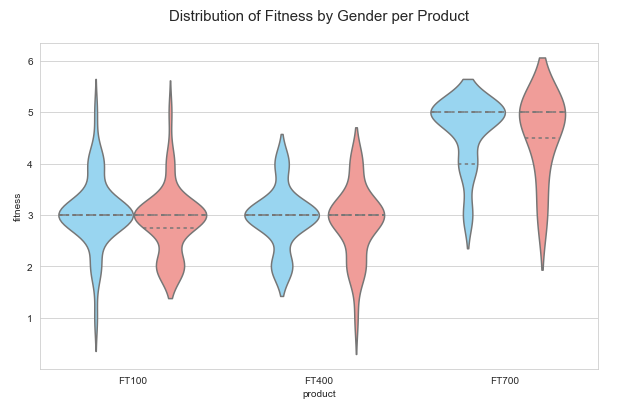 Distribution of Fitness by Gender per Product
6
5
4
3
2
1
fitness
FT100 FT400 FT700
product